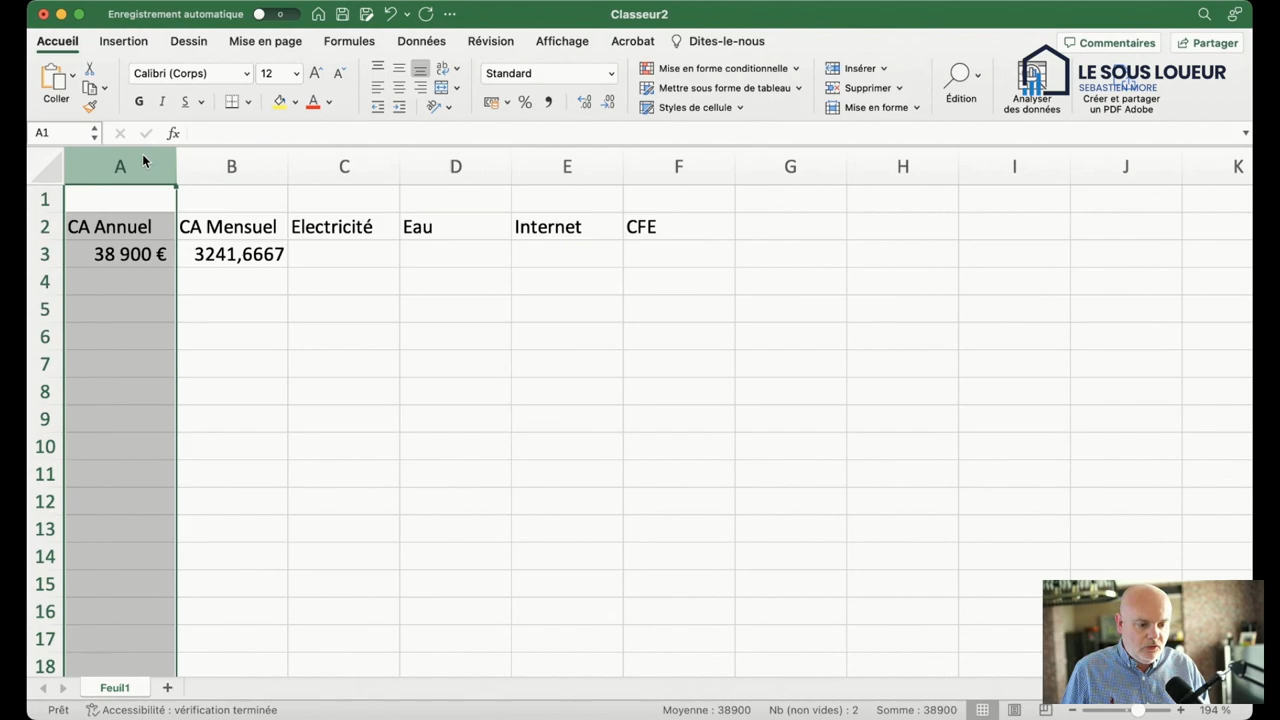 Enregistrement automatique 0 Classeur2
Accueil Insertion Dessin Mise en page Formules Données Révision Affichage Acrobat Dites-le-nous Commentaires Partager
Coller
Calibri (Corps) 12
G I S A
Standard
% 
Mise en forme conditionnelle
Mettre sous forme de tableau
Styles de cellule
Insérer
Supprimer
Mise en forme
Édition
Analyser
des données
LE SOUS LOUEUR
SEBASTIEN MORE
Créer et partager
un PDF Adobe
A1 fx
A B C D E F G H I J K
1
2 CA Annuel CA Mensuel Electricité Eau Internet CFE
3 38 900 € 3241,6667
4
5
6
7
8
9
10
11
12
13
14
15
16
17
18
Feuil1
Prêt Accessibilité : vérification terminée Moyenne : 38900 Nb (non vides) : 2 Somme : 38900 194 %